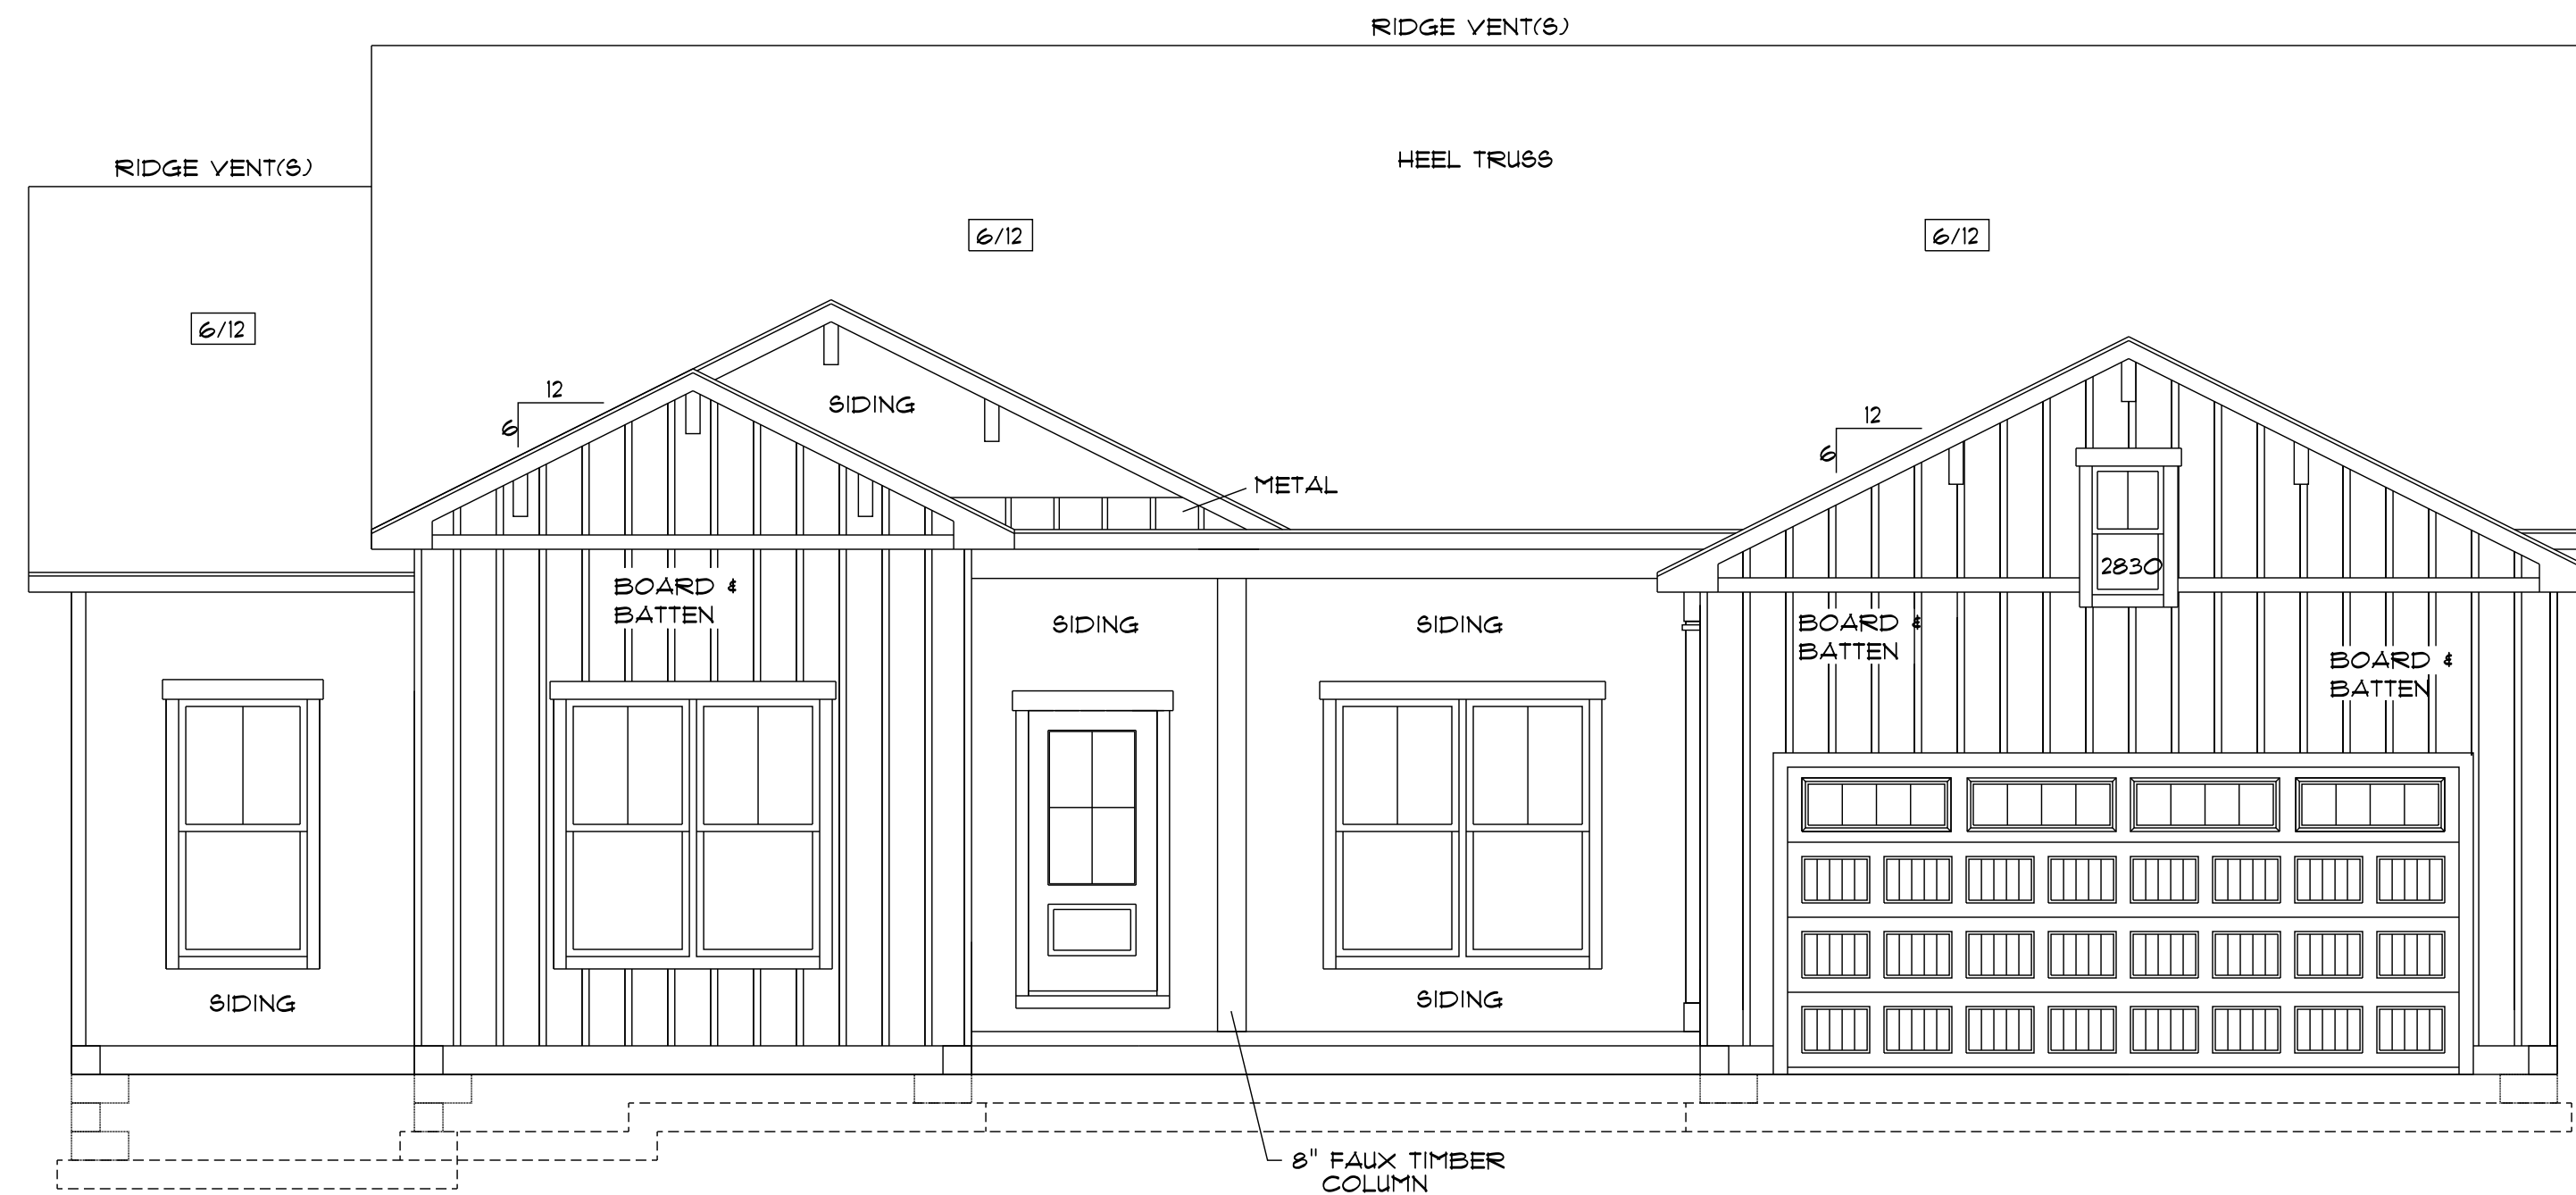 RIDGE VENT(S)
RIDGE VENT(S)
HEEL TRUSS
6/12
6/12
6/12
12
6
SIDING
12
6
METAL
2830
BOARD &
BATTEN
SIDING
SIDING
BOARD &
BATTEN
BOARD &
BATTEN
SIDING
SIDING
8" FAUX TIMBER
COLUMN